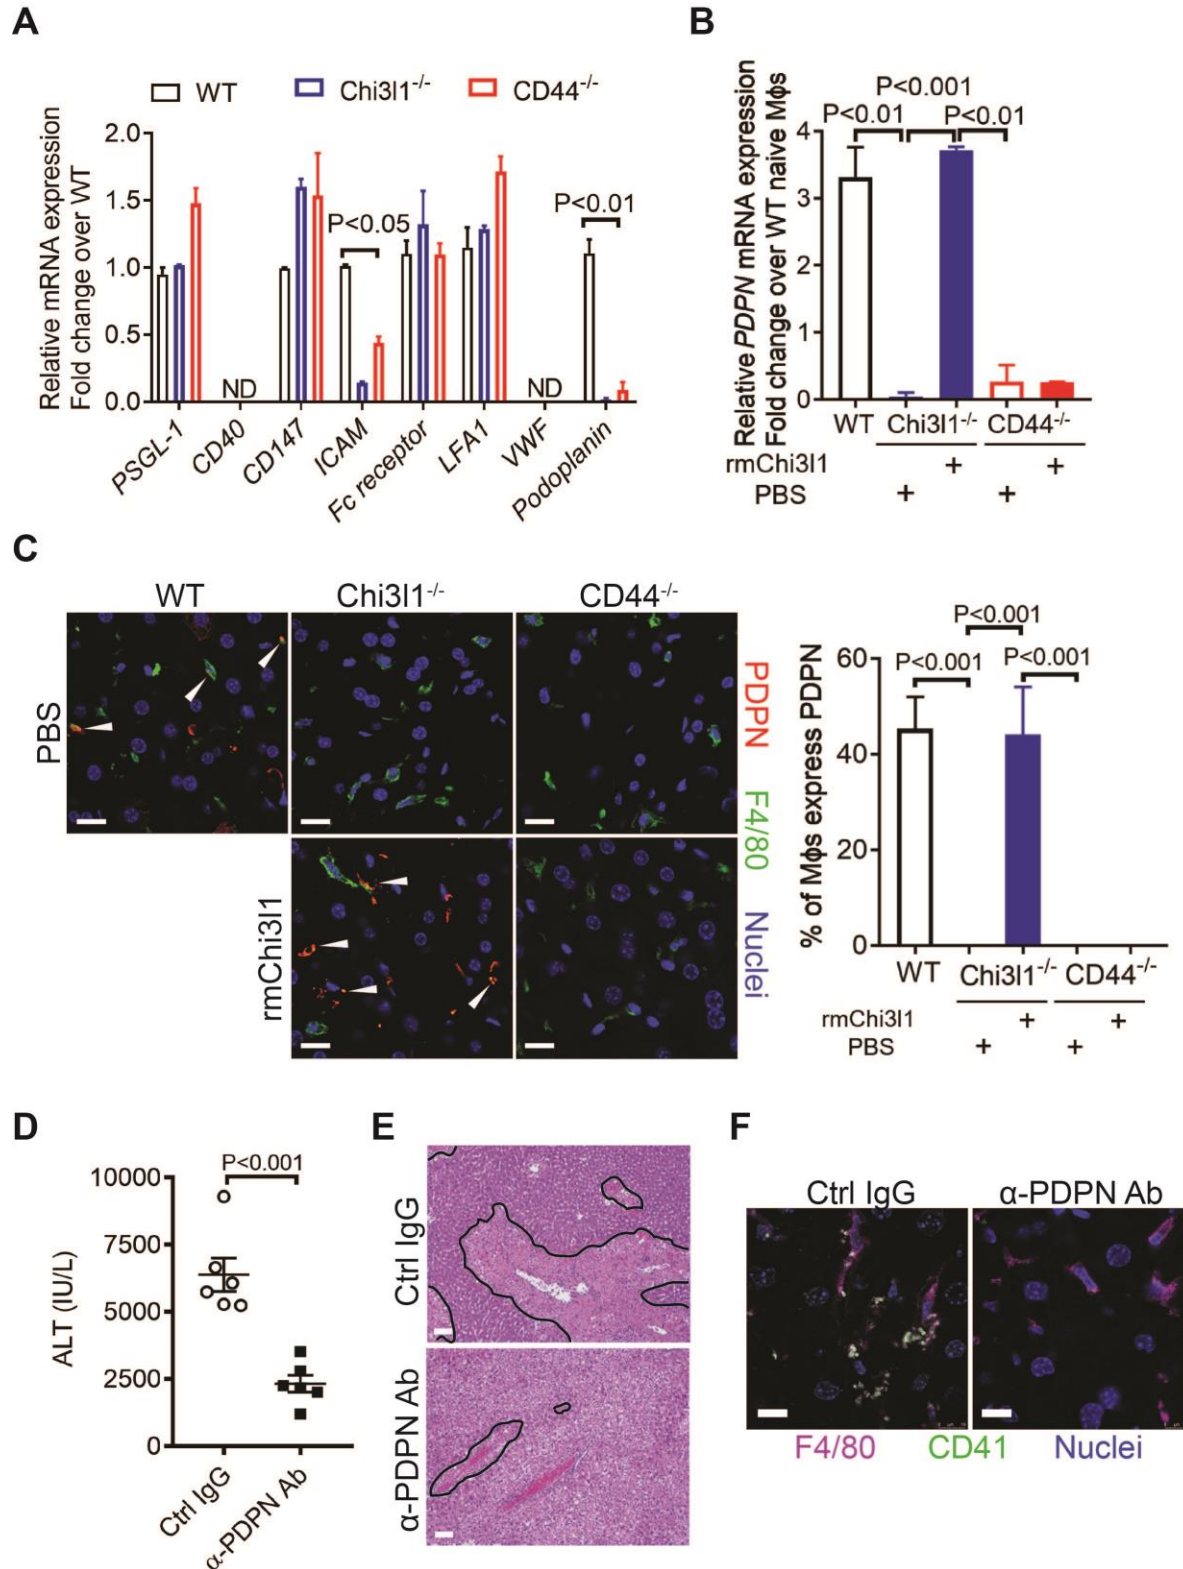 A
WT Chi3l1-/- CD44-/-
Relative mRNA expression
Fold change over WT
2.0
1.5
1.0
0.5
0.0
P<0.05
P<0.01
ND
ND
PSGL-1
CD40
CD147
ICAM
Fc receptor
LFA1
VWF
Podoplanin
B
Relative PDPN mRNA expression
Fold change over WT naive Mϕs
P<0.001
P<0.01 P<0.01
4
3
2
1
0
WT Chi3l1-/- CD44-/-
rmChi3l1 + +
PBS + +
C
WT Chi3l1-/- CD44-/-
PBS
rmChi3l1
PDPN F4/80 Nuclei
% of Mϕs express PDPN
P<0.001
P<0.001 P<0.001
60
40
20
0
WT Chi3l1-/- CD44-/-
rmChi3l1 + +
PBS + +
D
ALT (IU/L)
P<0.001
10000
7500
5000
2500
0
Ctrl IgG
α-PDPN Ab
E
Ctrl IgG
α-PDPN Ab
F
Ctrl IgG α-PDPN Ab
F4/80 CD41 Nuclei